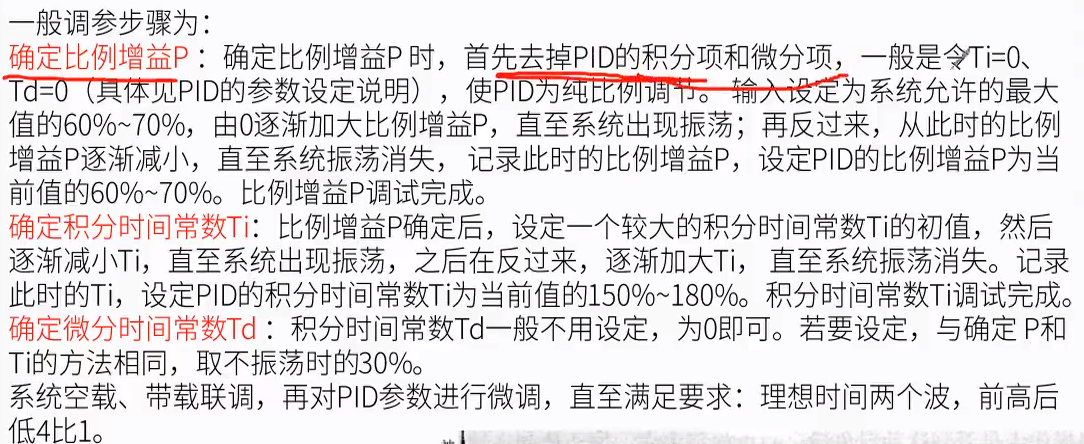 一般调参步骤为：
确定比例增益P ：确定比例增益P 时，首先去掉PID的积分项和微分项，一般是令Ti=0、
Td=0（具体见PID的参数设定说明），使PID为纯比例调节。 输入设定为系统允许的最大
值的60%~70%，由0逐渐加大比例增益P，直至系统出现振荡；再反过来，从此时的比例
增益P逐渐减小，直至系统振荡消失， 记录此时的比例增益P，设定PID的比例增益P为当
前值的60%~70%。比例增益P调试完成。
确定积分时间常数Ti：比例增益P确定后，设定一个较大的积分时间常数Ti的初值，然后
逐渐减小Ti，直至系统出现振荡，之后在反过来，逐渐加大Ti， 直至系统振荡消失。记录
此时的Ti，设定PID的积分时间常数Ti为当前值的150%~180%。积分时间常数Ti调试完成。
确定微分时间常数Td ：积分时间常数Td一般不用设定，为0即可。若要设定，与确定 P和
Ti的方法相同，取不振荡时的30%。
系统空载、带载联调，再对PID参数进行微调，直至满足要求：理想时间两个波，前高后
低4比1。